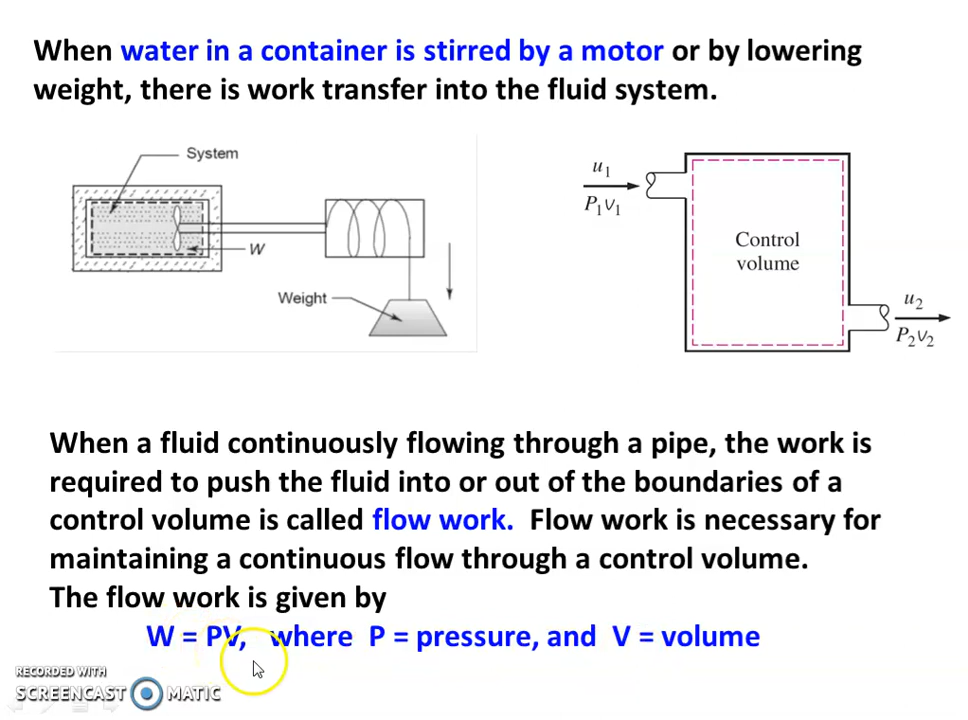 When water in a container is stirred by a motor or by lowering
weight, there is work transfer into the fluid system.
System
W
Weight
u1
P1v1
Control
volume
u2
P2v2
When a fluid continuously flowing through a pipe, the work is
required to push the fluid into or out of the boundaries of a
control volume is called flow work. Flow work is necessary for
maintaining a continuous flow through a control volume.
The flow work is given by
W = PV, where P = pressure, and V = volume
RECORDED WITH
SCREENCAST MATIC